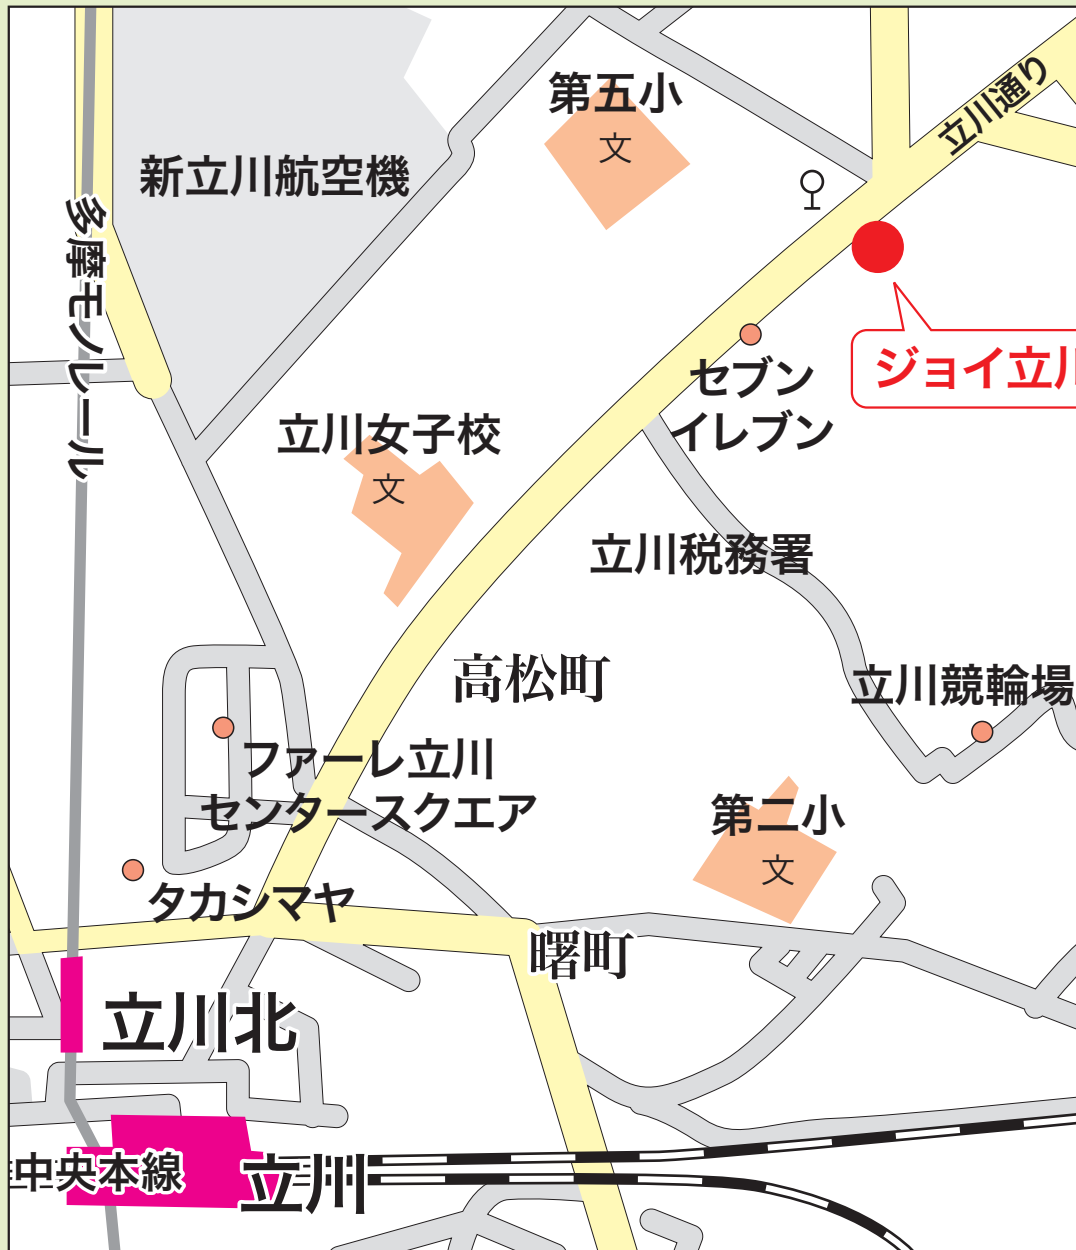 第五小
文
立川通り
新立川航空機
多摩モノレール
セブン
イレブン
ジョイ立川
立川女子校
文
立川税務署
高松町
立川競輪場
ファーレ立川
センタースクエア
第二小
文
タカシマヤ
曙町
立川北
中央本線
立川